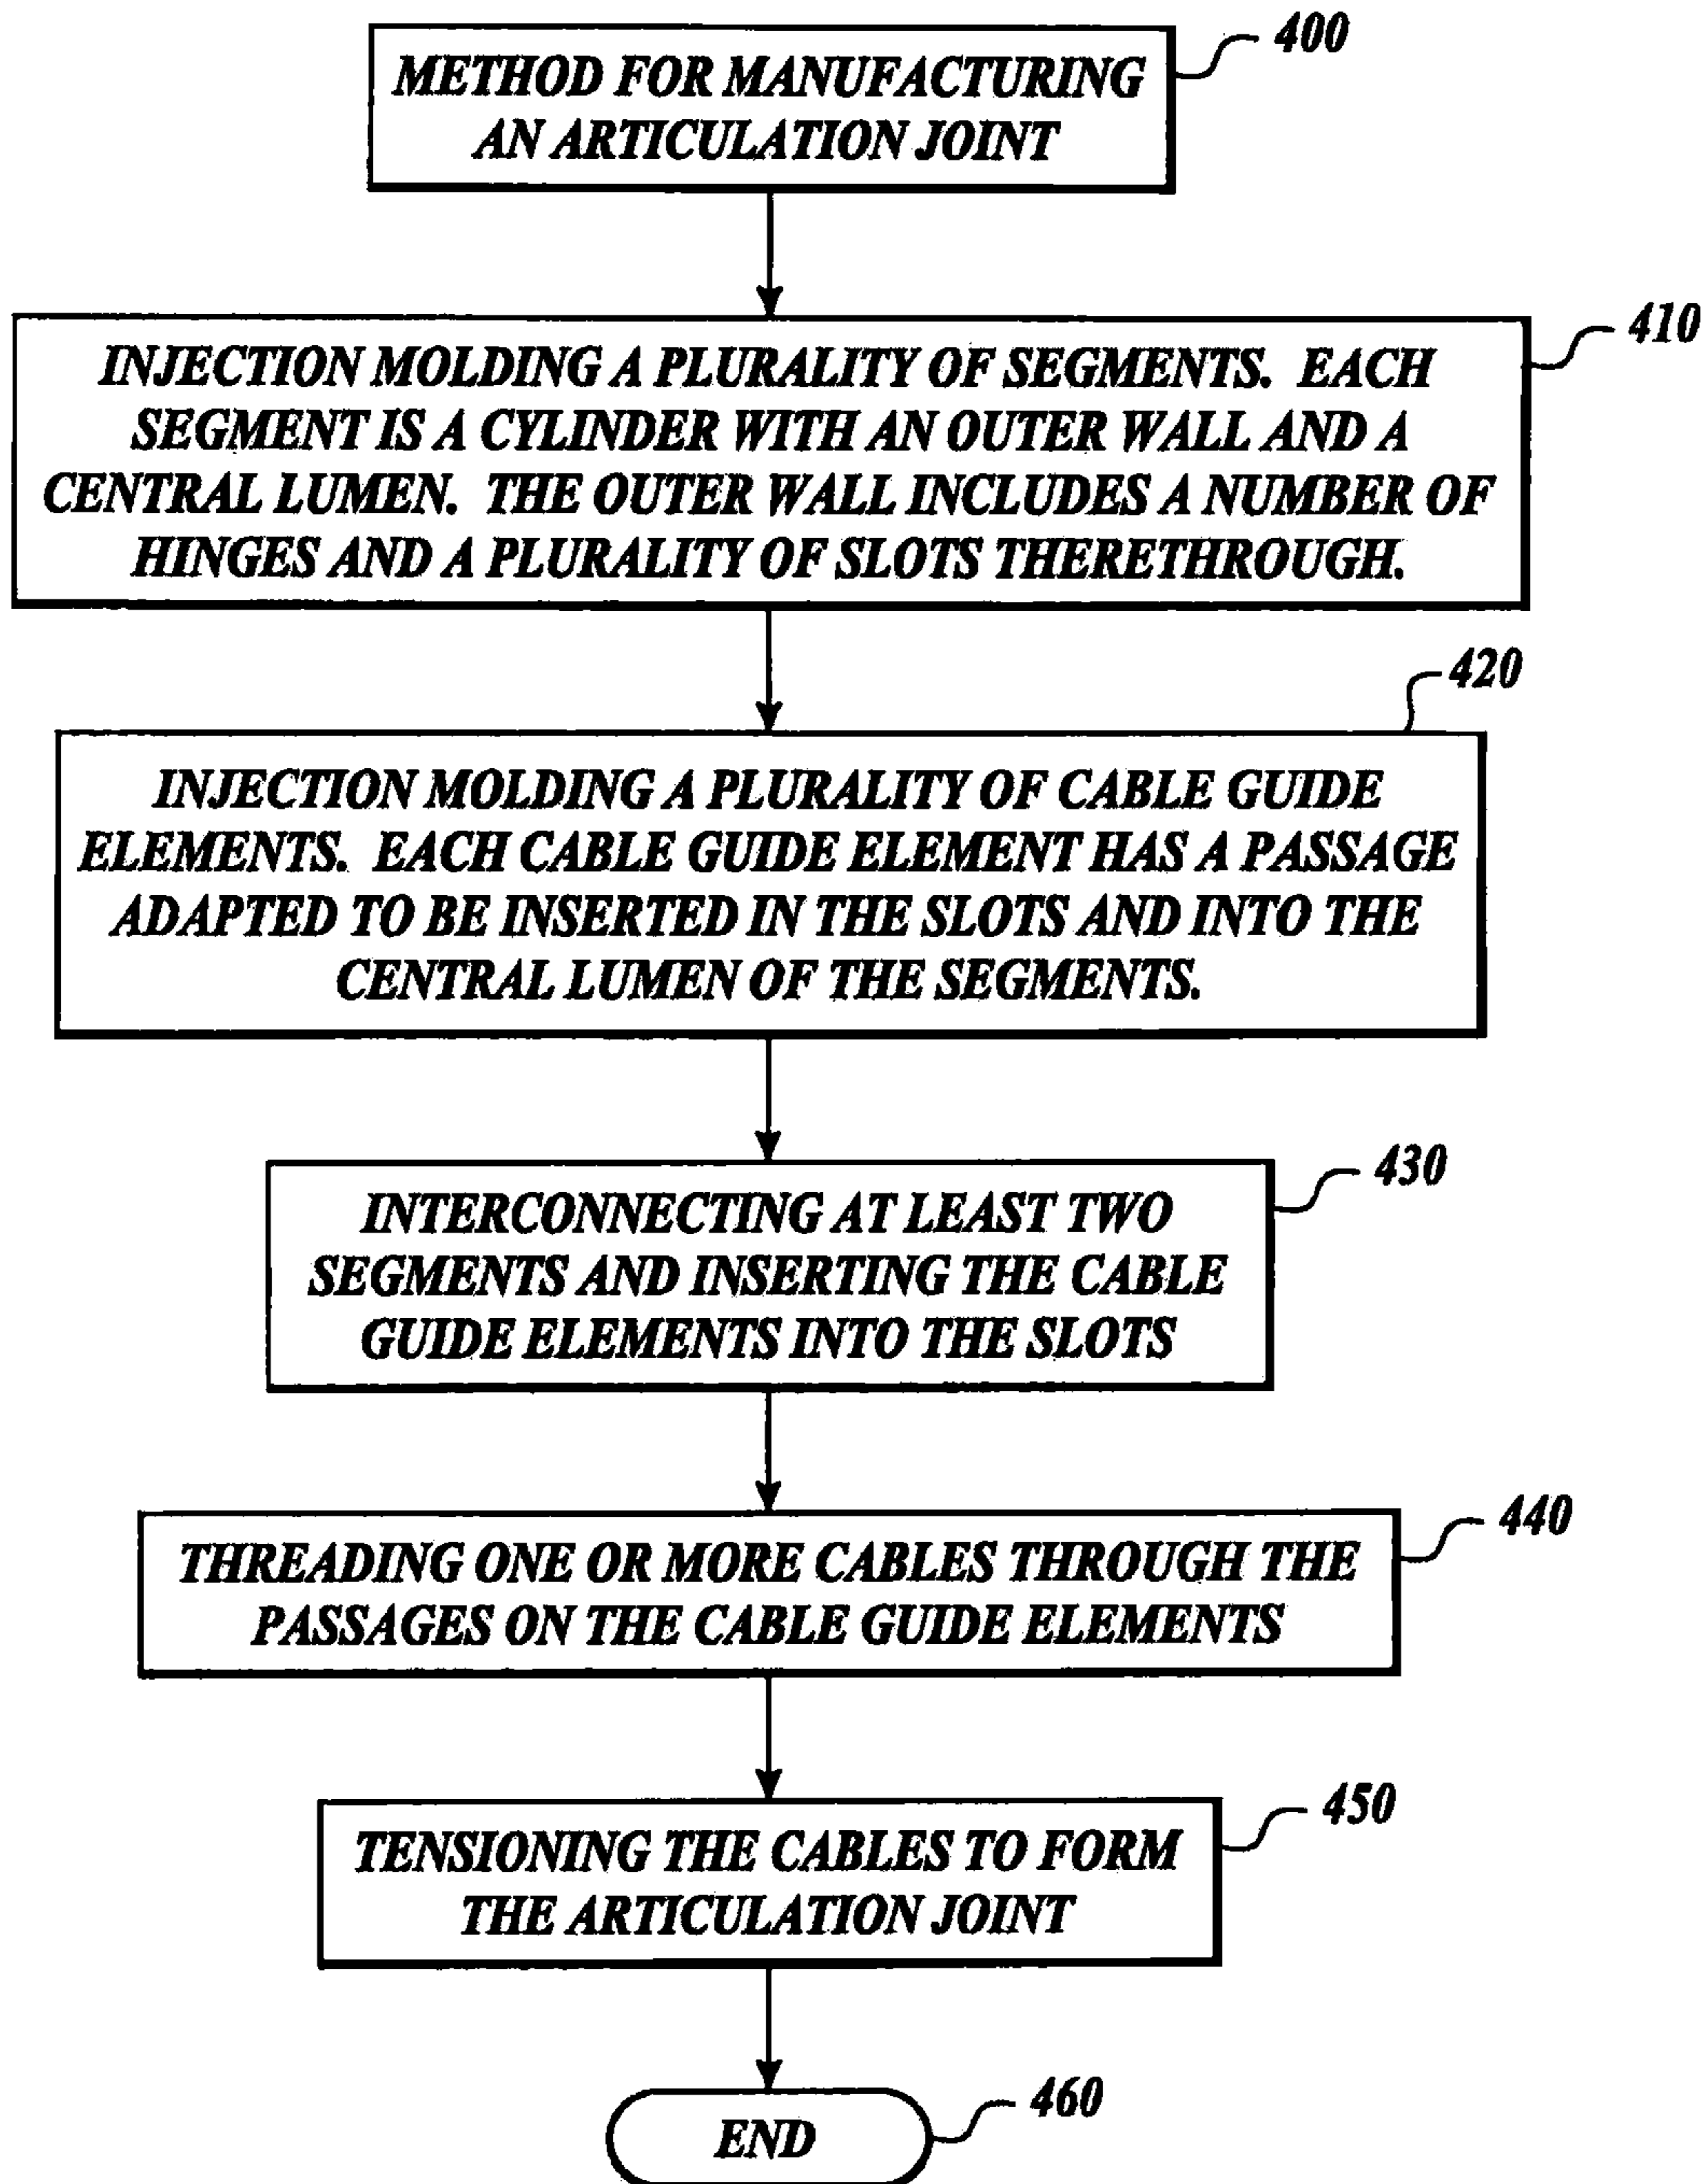 400
METHOD FOR MANUFACTURING
AN ARTICULATION JOINT
410
INJECTION MOLDING A PLURALITY OF SEGMENTS. EACH
SEGMENT IS A CYLINDER WITH AN OUTER WALL AND A
CENTRAL LUMEN. THE OUTER WALL INCLUDES A NUMBER OF
HINGES AND A PLURALITY OF SLOTS THERETHROUGH.
420
INJECTION MOLDING A PLURALITY OF CABLE GUIDE
ELEMENTS. EACH CABLE GUIDE ELEMENT HAS A PASSAGE
ADAPTED TO BE INSERTED IN THE SLOTS AND INTO THE
CENTRAL LUMEN OF THE SEGMENTS.
430
INTERCONNECTING AT LEAST TWO
SEGMENTS AND INSERTING THE CABLE
GUIDE ELEMENTS INTO THE SLOTS
440
THREADING ONE OR MORE CABLES THROUGH THE
PASSAGES ON THE CABLE GUIDE ELEMENTS
450
TENSIONING THE CABLES TO FORM
THE ARTICULATION JOINT
460
END